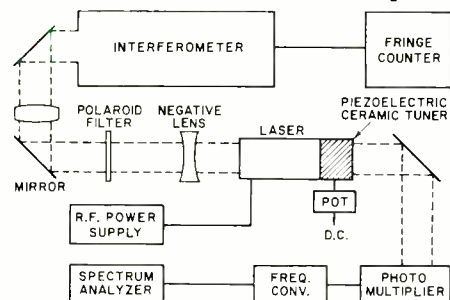 INTERFEROMETER
FRINGE
COUNTER
POLAROID
FILTER
NEGATIVE
LENS
PIEZOELECTRIC
CERAMIC TUNER
LASER
MIRROR
POT
D.C.
R.F. POWER
SUPPLY
SPECTRUM
ANALYZER
FREQ.
CONV.
PHOTO
MULTIPLIER